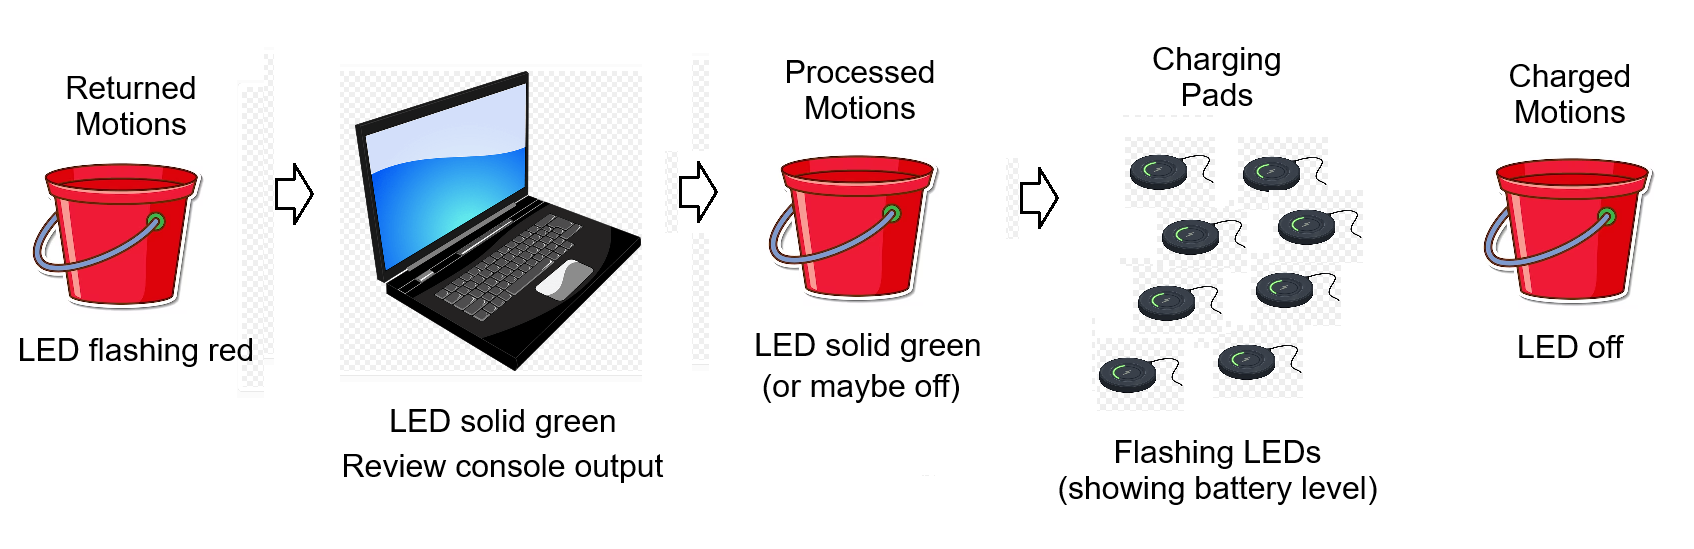 Returned
Motions
LED flashing red
LED solid green
Review console output
Processed
Motions
LED solid green
(or maybe off)
Charging
Pads
Flashing LEDs
(showing battery level)
Charged
Motions
LED off